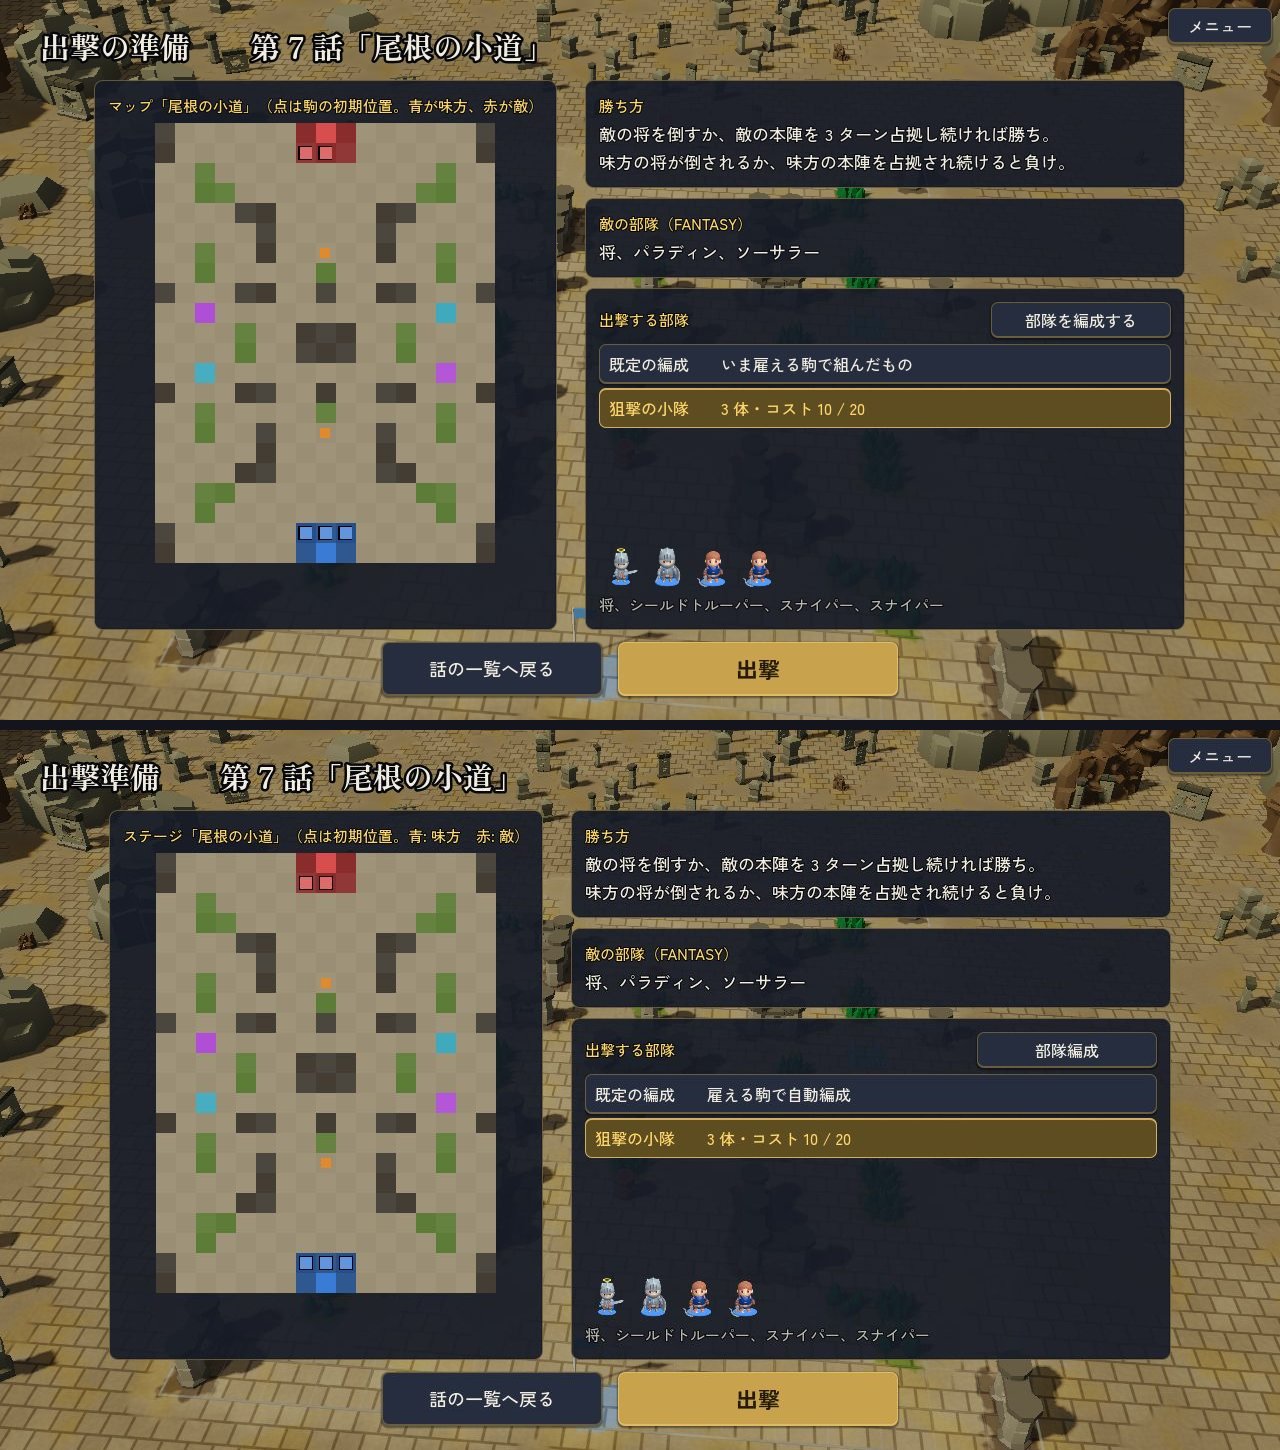 出撃の準備　　第 7 話「尾根の小道」
メニュー
マップ「尾根の小道」（点は駒の初期位置。青が味方、赤が敵）
勝ち方
敵の将を倒すか、敵の本陣を 3 ターン占拠し続ければ勝ち。
味方の将が倒されるか、味方の本陣を占拠され続けると負け。
敵の部隊（FANTASY）
将、パラディン、ソーサラー
出撃する部隊
部隊を編成する
既定の編成　　いま雇える駒で組んだもの
狙撃の小隊　　3 体・コスト 10 / 20
将、シールドトルーパー、スナイパー、スナイパー
話の一覧へ戻る
出撃
出撃準備　　第 7 話「尾根の小道」
メニュー
ステージ「尾根の小道」（点は初期位置。青: 味方　赤: 敵）
勝ち方
敵の将を倒すか、敵の本陣を 3 ターン占拠し続ければ勝ち。
味方の将が倒されるか、味方の本陣を占拠され続けると負け。
敵の部隊（FANTASY）
将、パラディン、ソーサラー
出撃する部隊
部隊編成
既定の編成　　雇える駒で自動編成
狙撃の小隊　　3 体・コスト 10 / 20
将、シールドトルーパー、スナイパー、スナイパー
話の一覧へ戻る
出撃